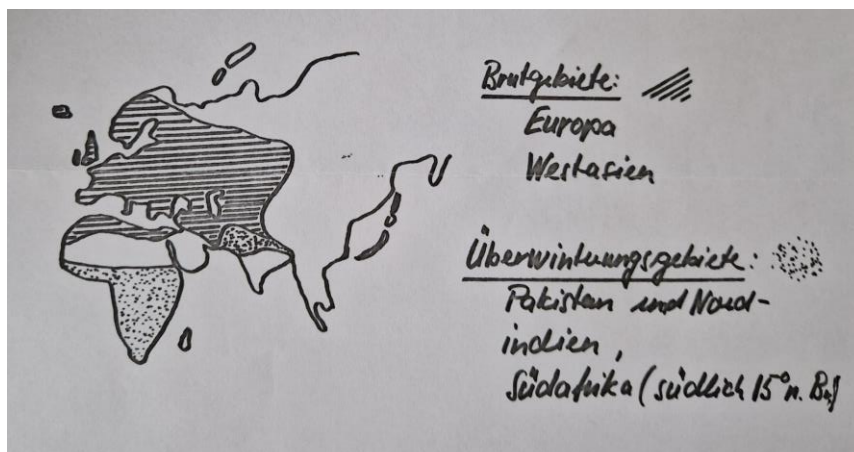 Brutgebiete:
Europa
Westasien
Überwinterungsgebiete:
Pakistan und Nord-
indien,
Südafrika (südlich 15° n. Br.)